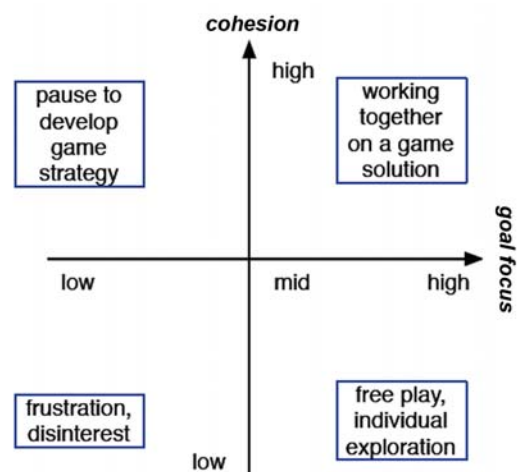 cohesion
high
pause to
develop
game
strategy
working
together
on a game
solution
goal focus
low
mid
high
frustration,
disinterest
free play,
individual
exploration
low